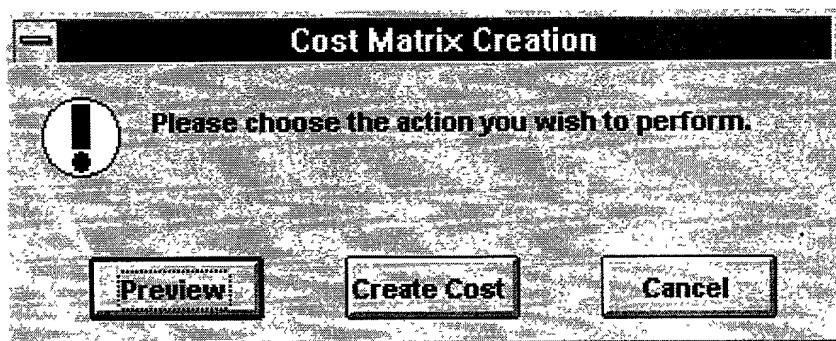 Cost Matrix Creation
Please choose the action you wish to perform.
Preview Create Cost Cancel